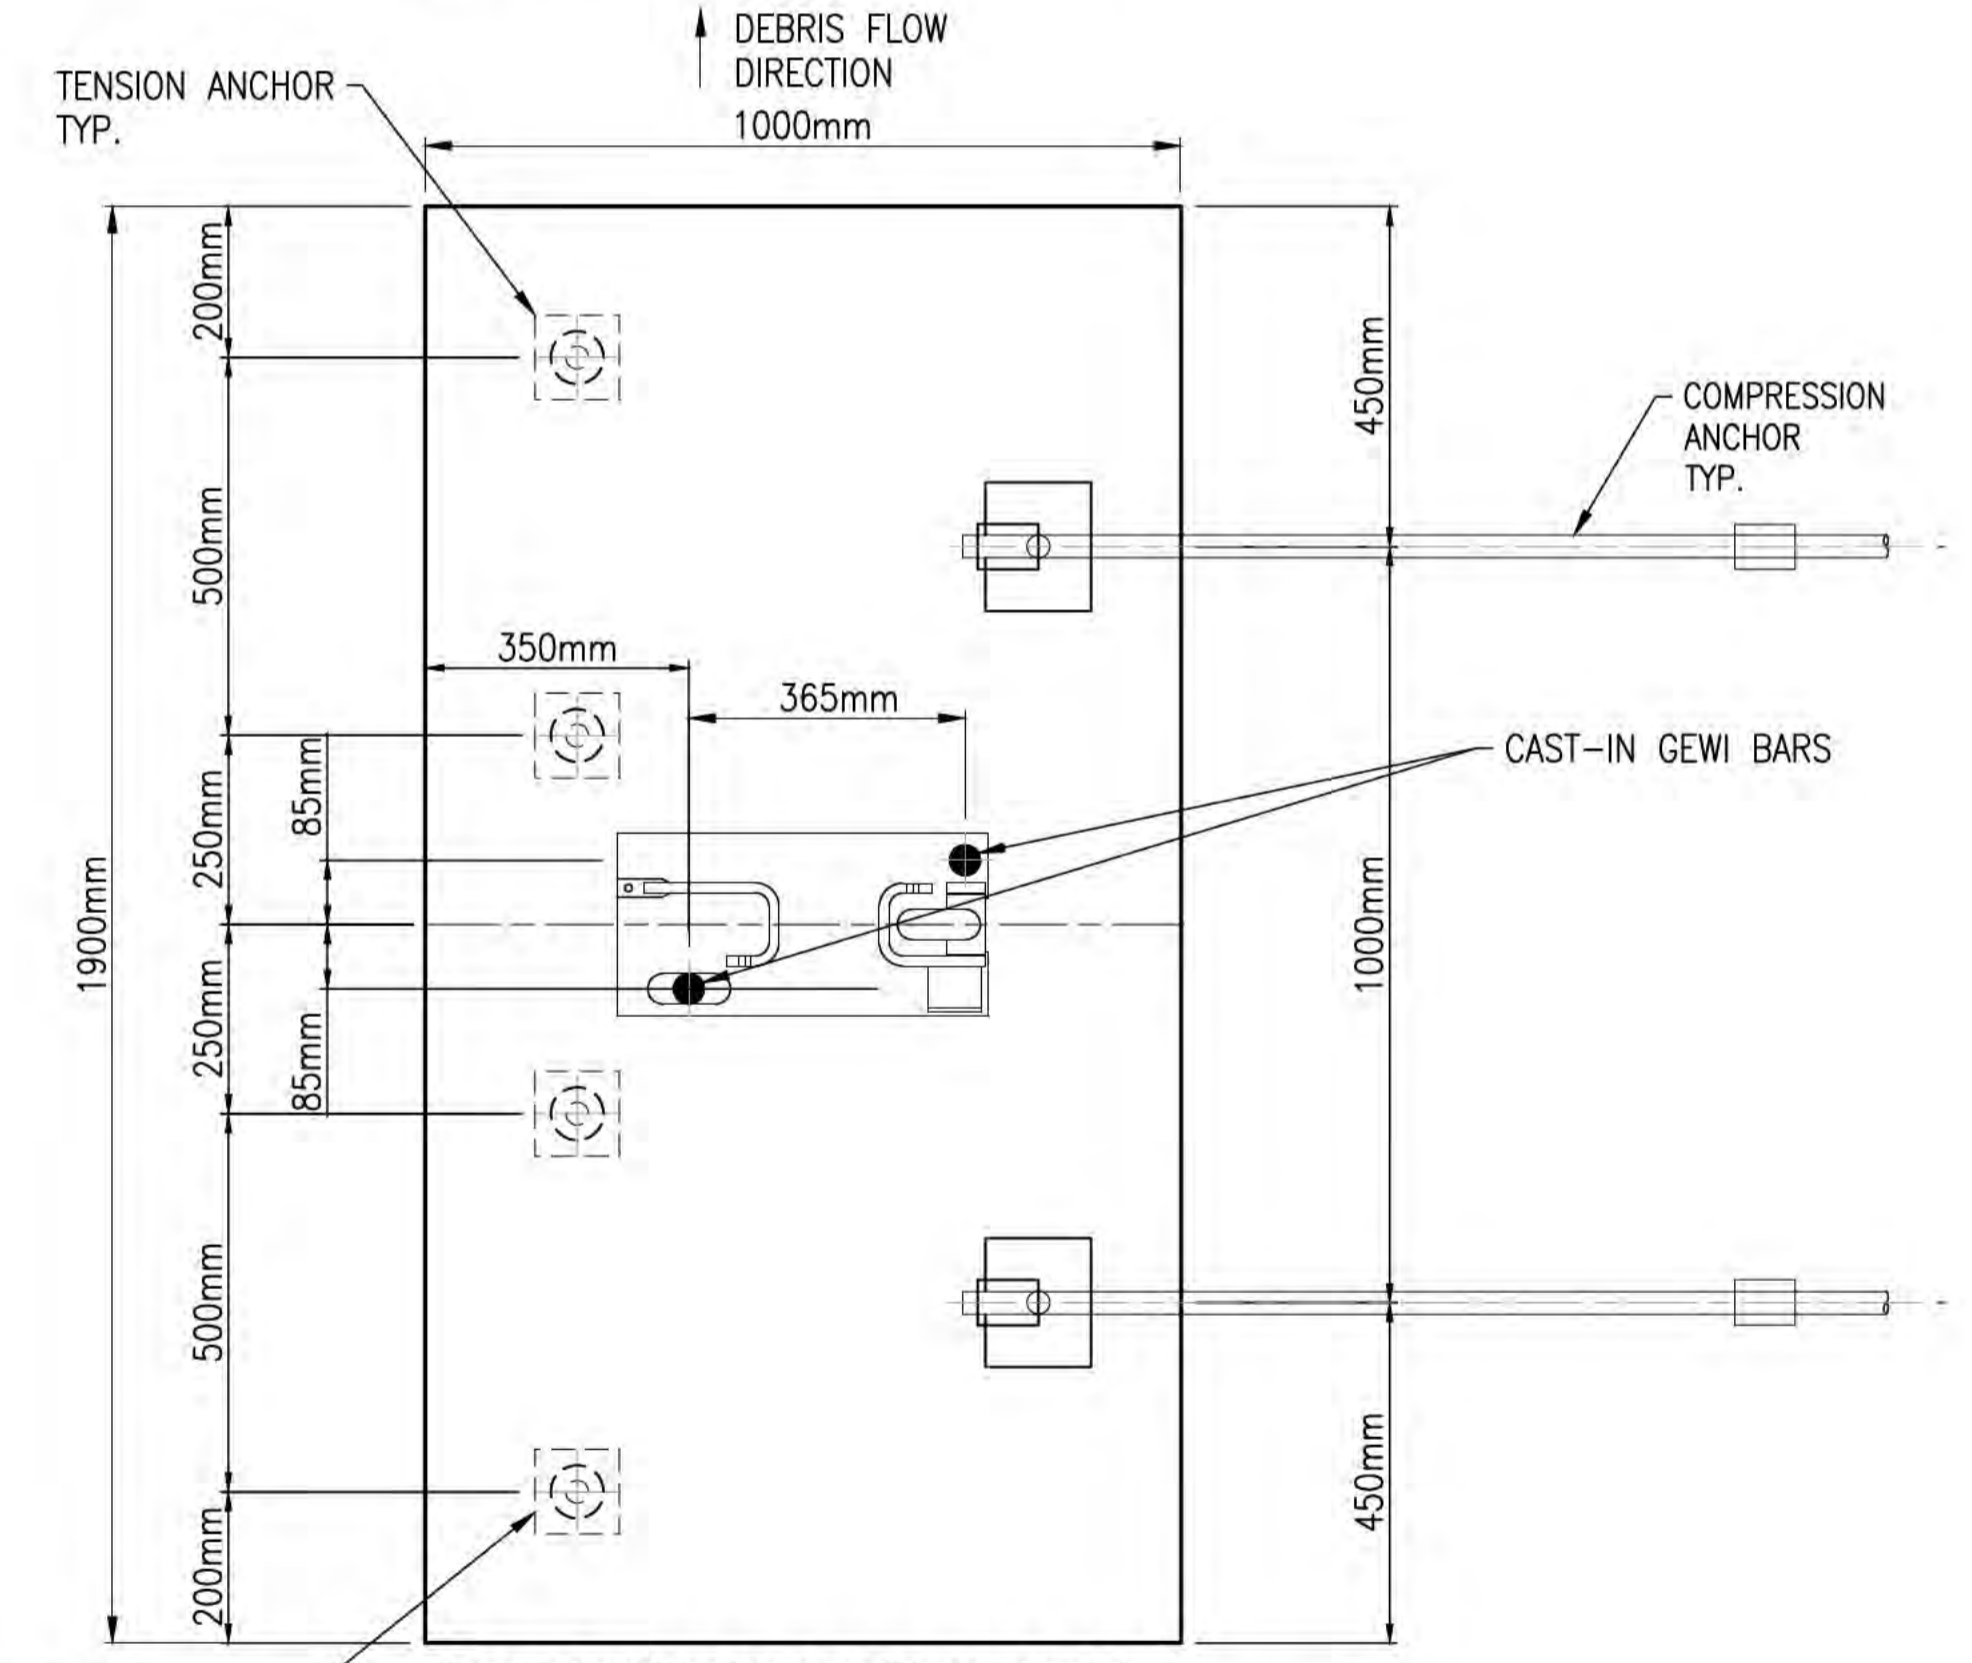 DEBRIS FLOW
DIRECTION
TENSION ANCHOR
TYP.
1000mm
200mm
450mm
COMPRESSION
ANCHOR
TYP.
500mm
350mm
365mm
85mm
CAST-IN GEWI BARS
250mm
1900mm
1000mm
250mm
85mm
500mm
450mm
200mm